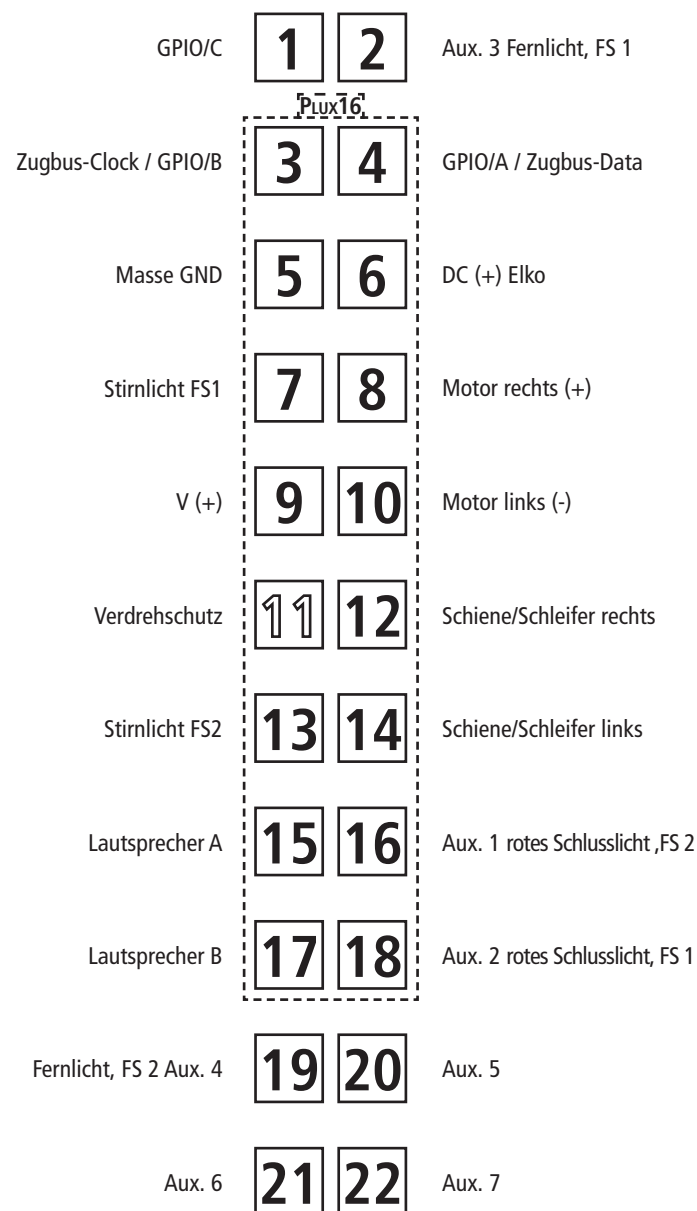 GPIO/C 1 2 Aux. 3 Fernlicht, FS 1
PLUX16
Zugbus-Clock / GPIO/B 3 4 GPIO/A / Zugbus-Data
Masse GND 5 6 DC (+) Elko
Stirnlicht FS1 7 8 Motor rechts (+)
V (+) 9 10 Motor links (-)
Verdrehschutz 11 12 Schiene/Schleifer rechts
Stirnlicht FS2 13 14 Schiene/Schleifer links
Lautsprecher A 15 16 Aux. 1 rotes Schlusslicht ,FS 2
Lautsprecher B 17 18 Aux. 2 rotes Schlusslicht, FS 1
Fernlicht, FS 2 Aux. 4 19 20 Aux. 5
Aux. 6 21 22 Aux. 7